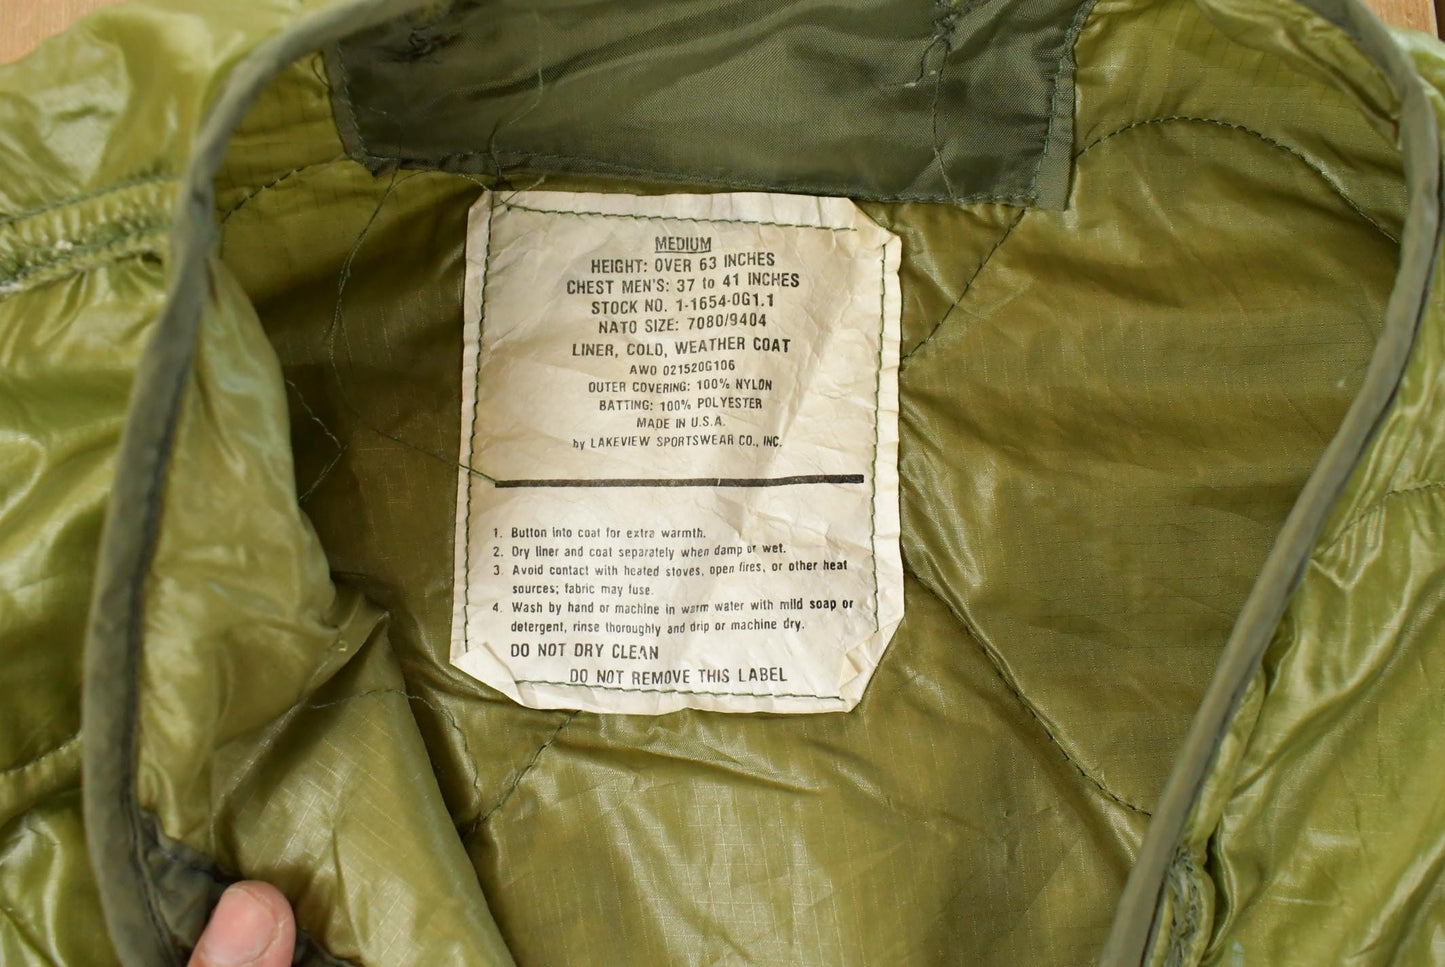 MEDIUM
HEIGHT: OVER 63 INCHES
CHEST MEN'S: 37 to 41 INCHES
STOCK NO. 1-1654-0G1.1
NATO SIZE: 7080/9404
LINER, COLD, WEATHER COAT
AWO 021520G106
OUTER COVERING: 100% NYLON
BATTING: 100% POLYESTER
MADE IN U.S.A.
by LAKEVIEW SPORTSWEAR CO., INC.
1. Button into coat for extra warmth.
2. Dry liner and coat separately when damp or wet.
3. Avoid contact with heated stoves, open fires, or other heat
sources; fabric may fuse.
4. Wash by hand or machine in warm water with mild soap or
detergent, rinse thoroughly and drip or machine dry.
DO NOT DRY CLEAN
DO NOT REMOVE THIS LABEL